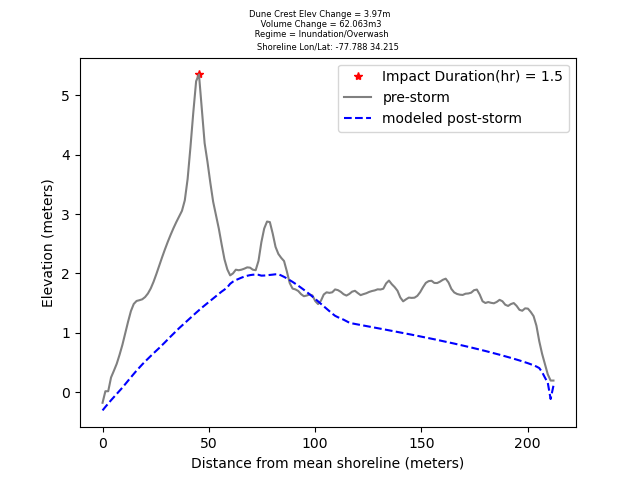 Dune Crest Elev Change = 3.97m
Volume Change = 62.063m3
Regime = Inundation/Overwash
Shoreline Lon/Lat: -77.788 34.215
Impact Duration(hr) = 1.5
pre-storm
modeled post-storm
Elevation (meters)
5
4
3
2
1
0
0 50 100 150 200
Distance from mean shoreline (meters)